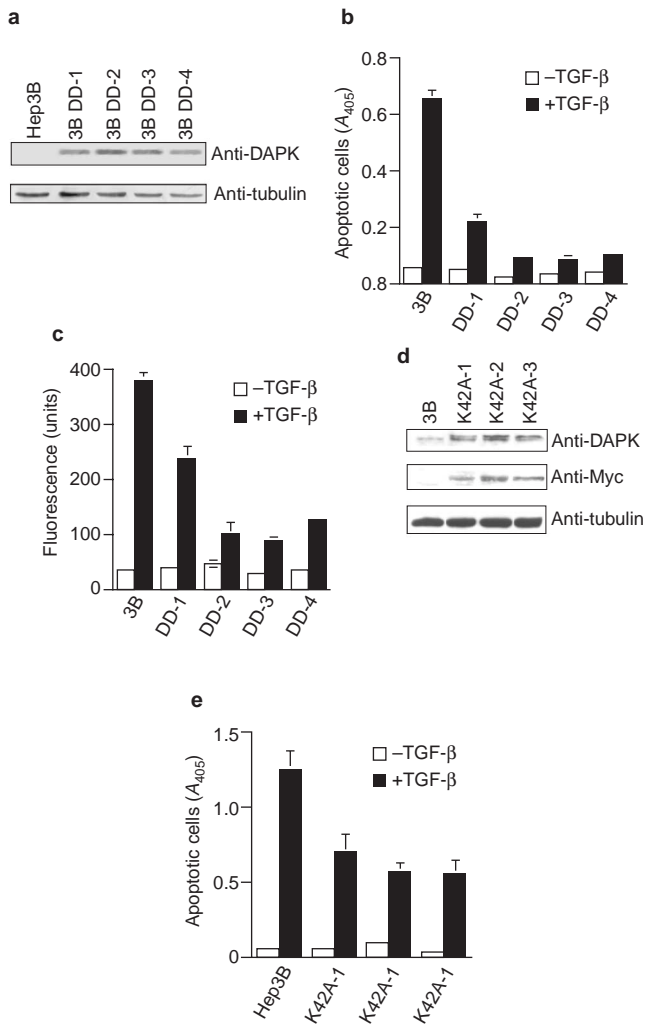 a
Hep3B
3B DD-1
3B DD-2
3B DD-3
3B DD-4
Anti-DAPK
Anti-tubulin
b
Apoptotic cells (A405)
0.8
0.6
0.4
0.2
0.8
–TGF-β
+TGF-β
3B
DD-1
DD-2
DD-3
DD-4
c
Fluorescence (units)
400
300
200
100
0
–TGF-β
+TGF-β
3B
DD-1
DD-2
DD-3
DD-4
d
3B
K42A-1
K42A-2
K42A-3
Anti-DAPK
Anti-Myc
Anti-tubulin
e
Apoptotic cells (A405)
1.5
1.0
0.5
0
–TGF-β
+TGF-β
Hep3B
K42A-1
K42A-1
K42A-1